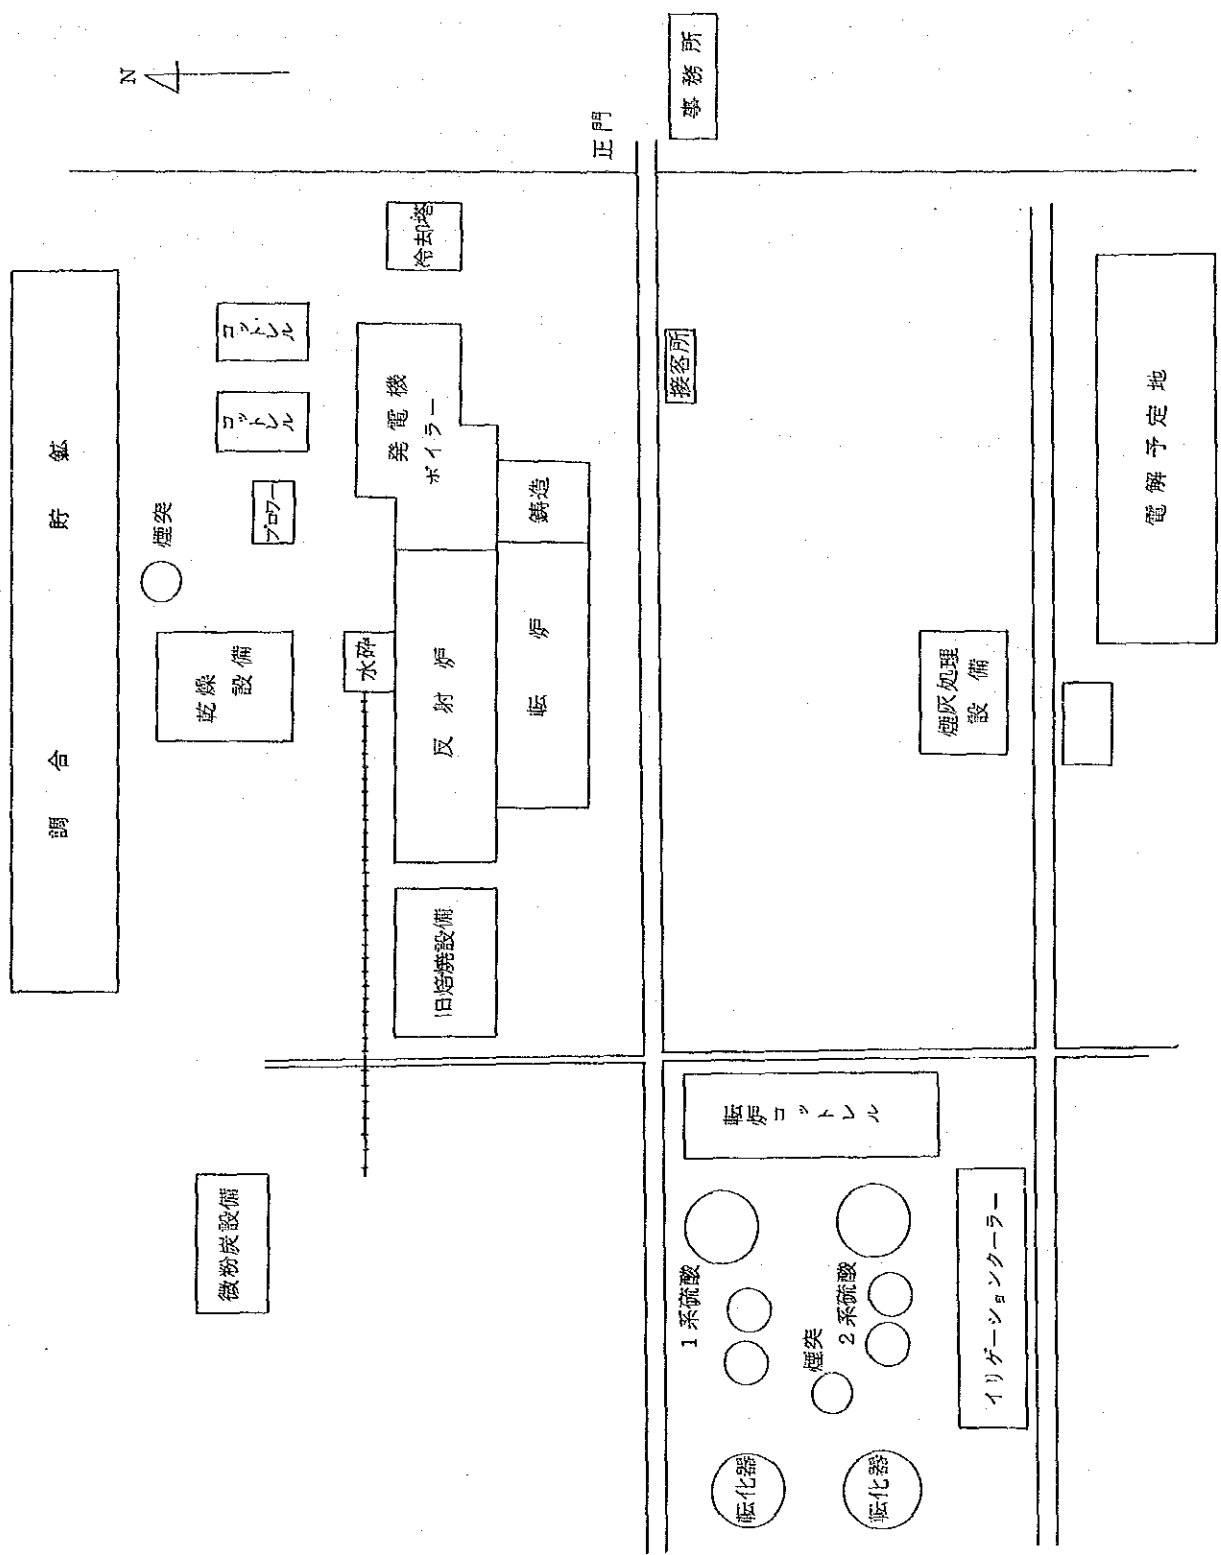 調合　貯鉱
N
煙突
乾燥
設備
微粉炭設備
コットレル
コットレル
ブロワー
水砕
冷却塔
発電機
ボイラー
反射炉
旧焙焼設備
鋳造
転炉
正門
事務所
接客所
転炉コットレル
1系硫酸
転化器
煙突
2系硫酸
転化器
煙灰処理
設備
イリゲーションクーラー
電解予定地